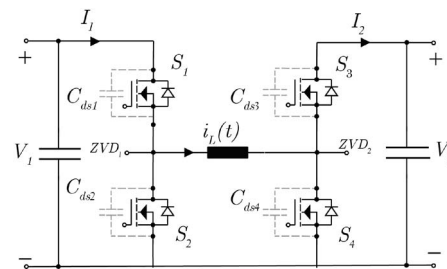 I1 I2
+ S1 S3 +
Cds1 Cds3
iL(t)
V1 ZVD1 ZVD2 V
Cds2 Cds4
S2 S4
− −